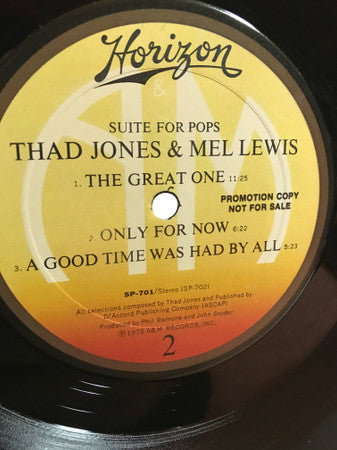 Horizon
&
SUITE FOR POPS
THAD JONES & MEL LEWIS
1. THE GREAT ONE 11:25
PROMOTION COPY
NOT FOR SALE
2 ONLY FOR NOW 6:22
3. A GOOD TIME WAS HAD BY ALL 5:23
SP-701/Stereo (SP-702)
All selections composed by Thad Jones and Published by
D'Accord Publishing Company (ASCAP)
Produced by Phil Ramone and John Snyder
℗1975 A&M RECORDS, INC.
2